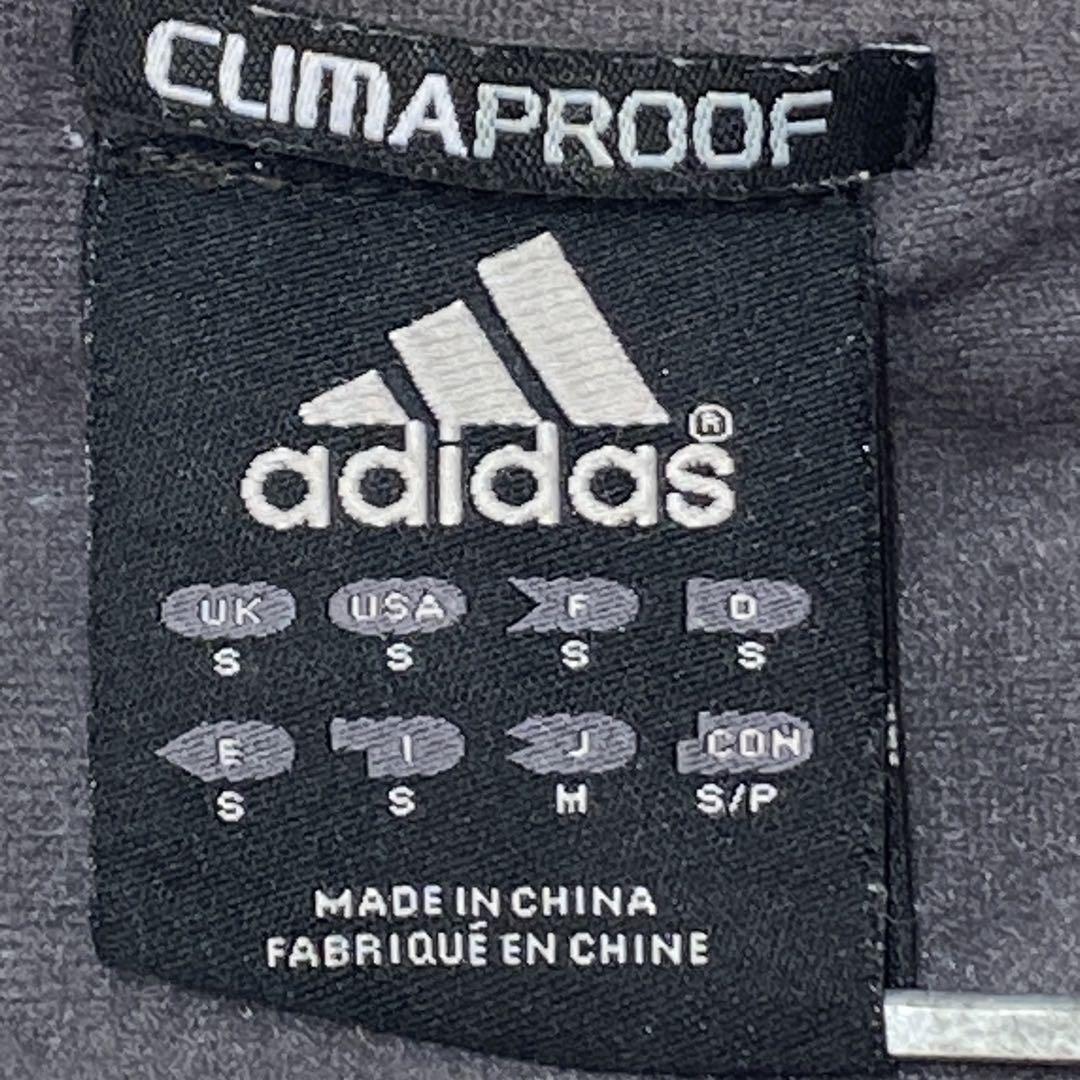 CLIMAPROOF
adidas®
UK USA F D
S S S S
E I J CON
S S M S/P
MADE IN CHINA
FABRIQUÉ EN CHINE